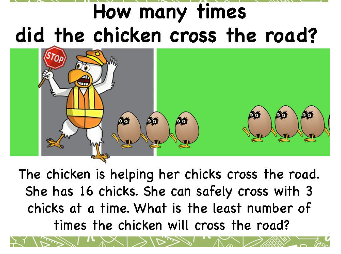 How many times
did the chicken cross the road?
STOP
The chicken is helping her chicks cross the road.
She has 16 chicks. She can safely cross with 3
chicks at a time. What is the least number of
times the chicken will cross the road?